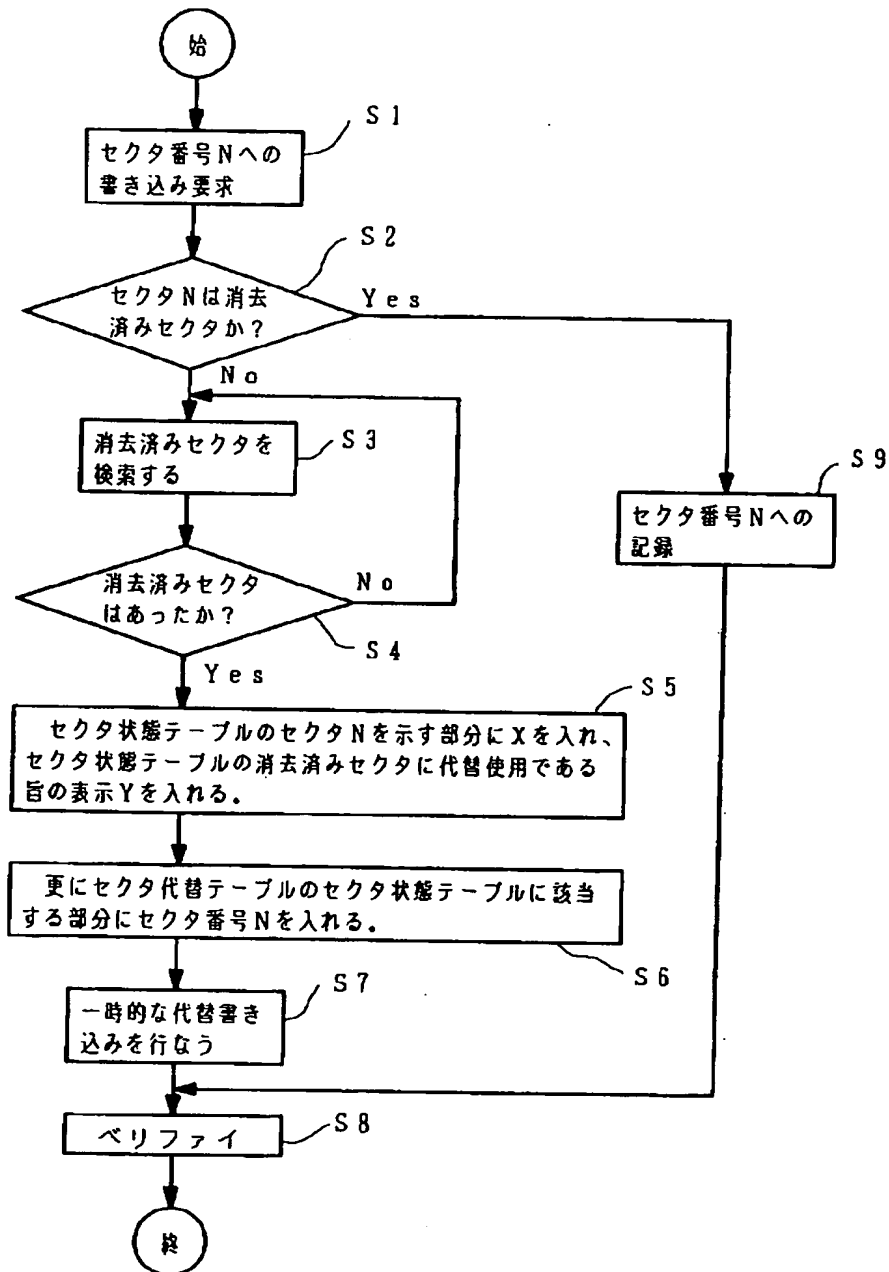 始
S1
セクタ番号Nへの
書き込み要求
S2
セクタNは消去
済みセクタか?
Yes
No
消去済みセクタを
検索する
S3
S9
セクタ番号Nへの
記録
消去済みセクタ
はあったか?
No
S4
Yes
S5
セクタ状態テーブルのセクタNを示す部分にXを入れ、
セクタ状態テーブルの消去済みセクタに代替使用である
旨の表示Yを入れる。
更にセクタ代替テーブルのセクタ状態テーブルに該当
する部分にセクタ番号Nを入れる。
S6
S7
一時的な代替書き
込みを行なう
ベリファイ
S8
終